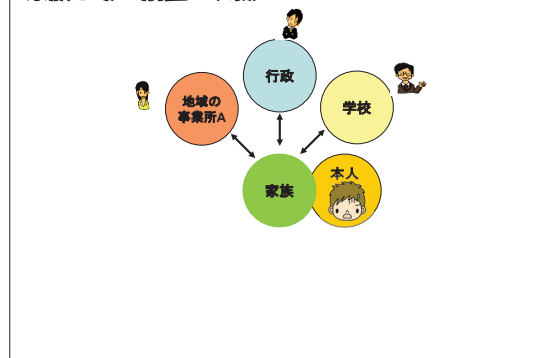 行政
地域の
事業所A
学校
家族
本人